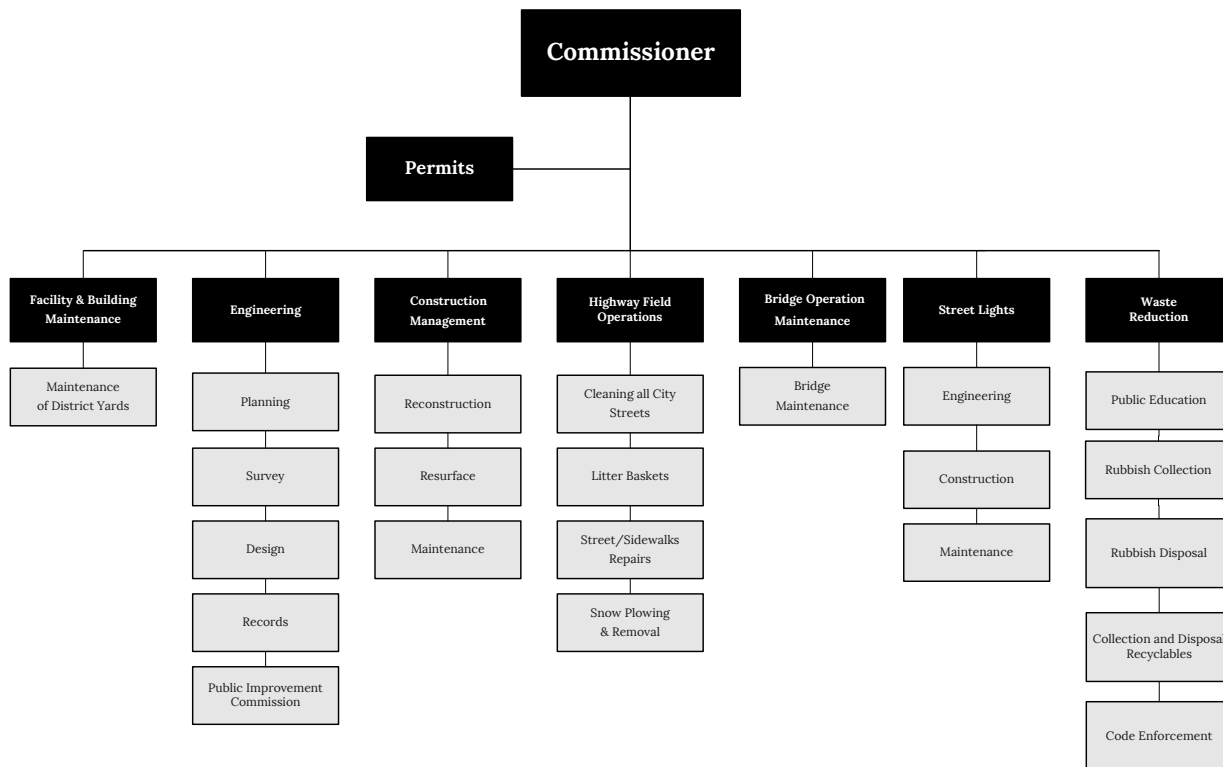 Commissioner
Permits
Facility & Building
Maintenance
Engineering
Construction
Management
Highway Field
Operations
Bridge Operation
Maintenance
Street Lights
Waste
Reduction
Maintenance
of District Yards
Planning
Survey
Design
Records
Public Improvement
Commission
Reconstruction
Resurface
Maintenance
Cleaning all City
Streets
Litter Baskets
Street/Sidewalks
Repairs
Snow Plowing
& Removal
Bridge
Maintenance
Engineering
Construction
Maintenance
Public Education
Rubbish Collection
Rubbish Disposal
Collection and Disposal
Recyclables
Code Enforcement